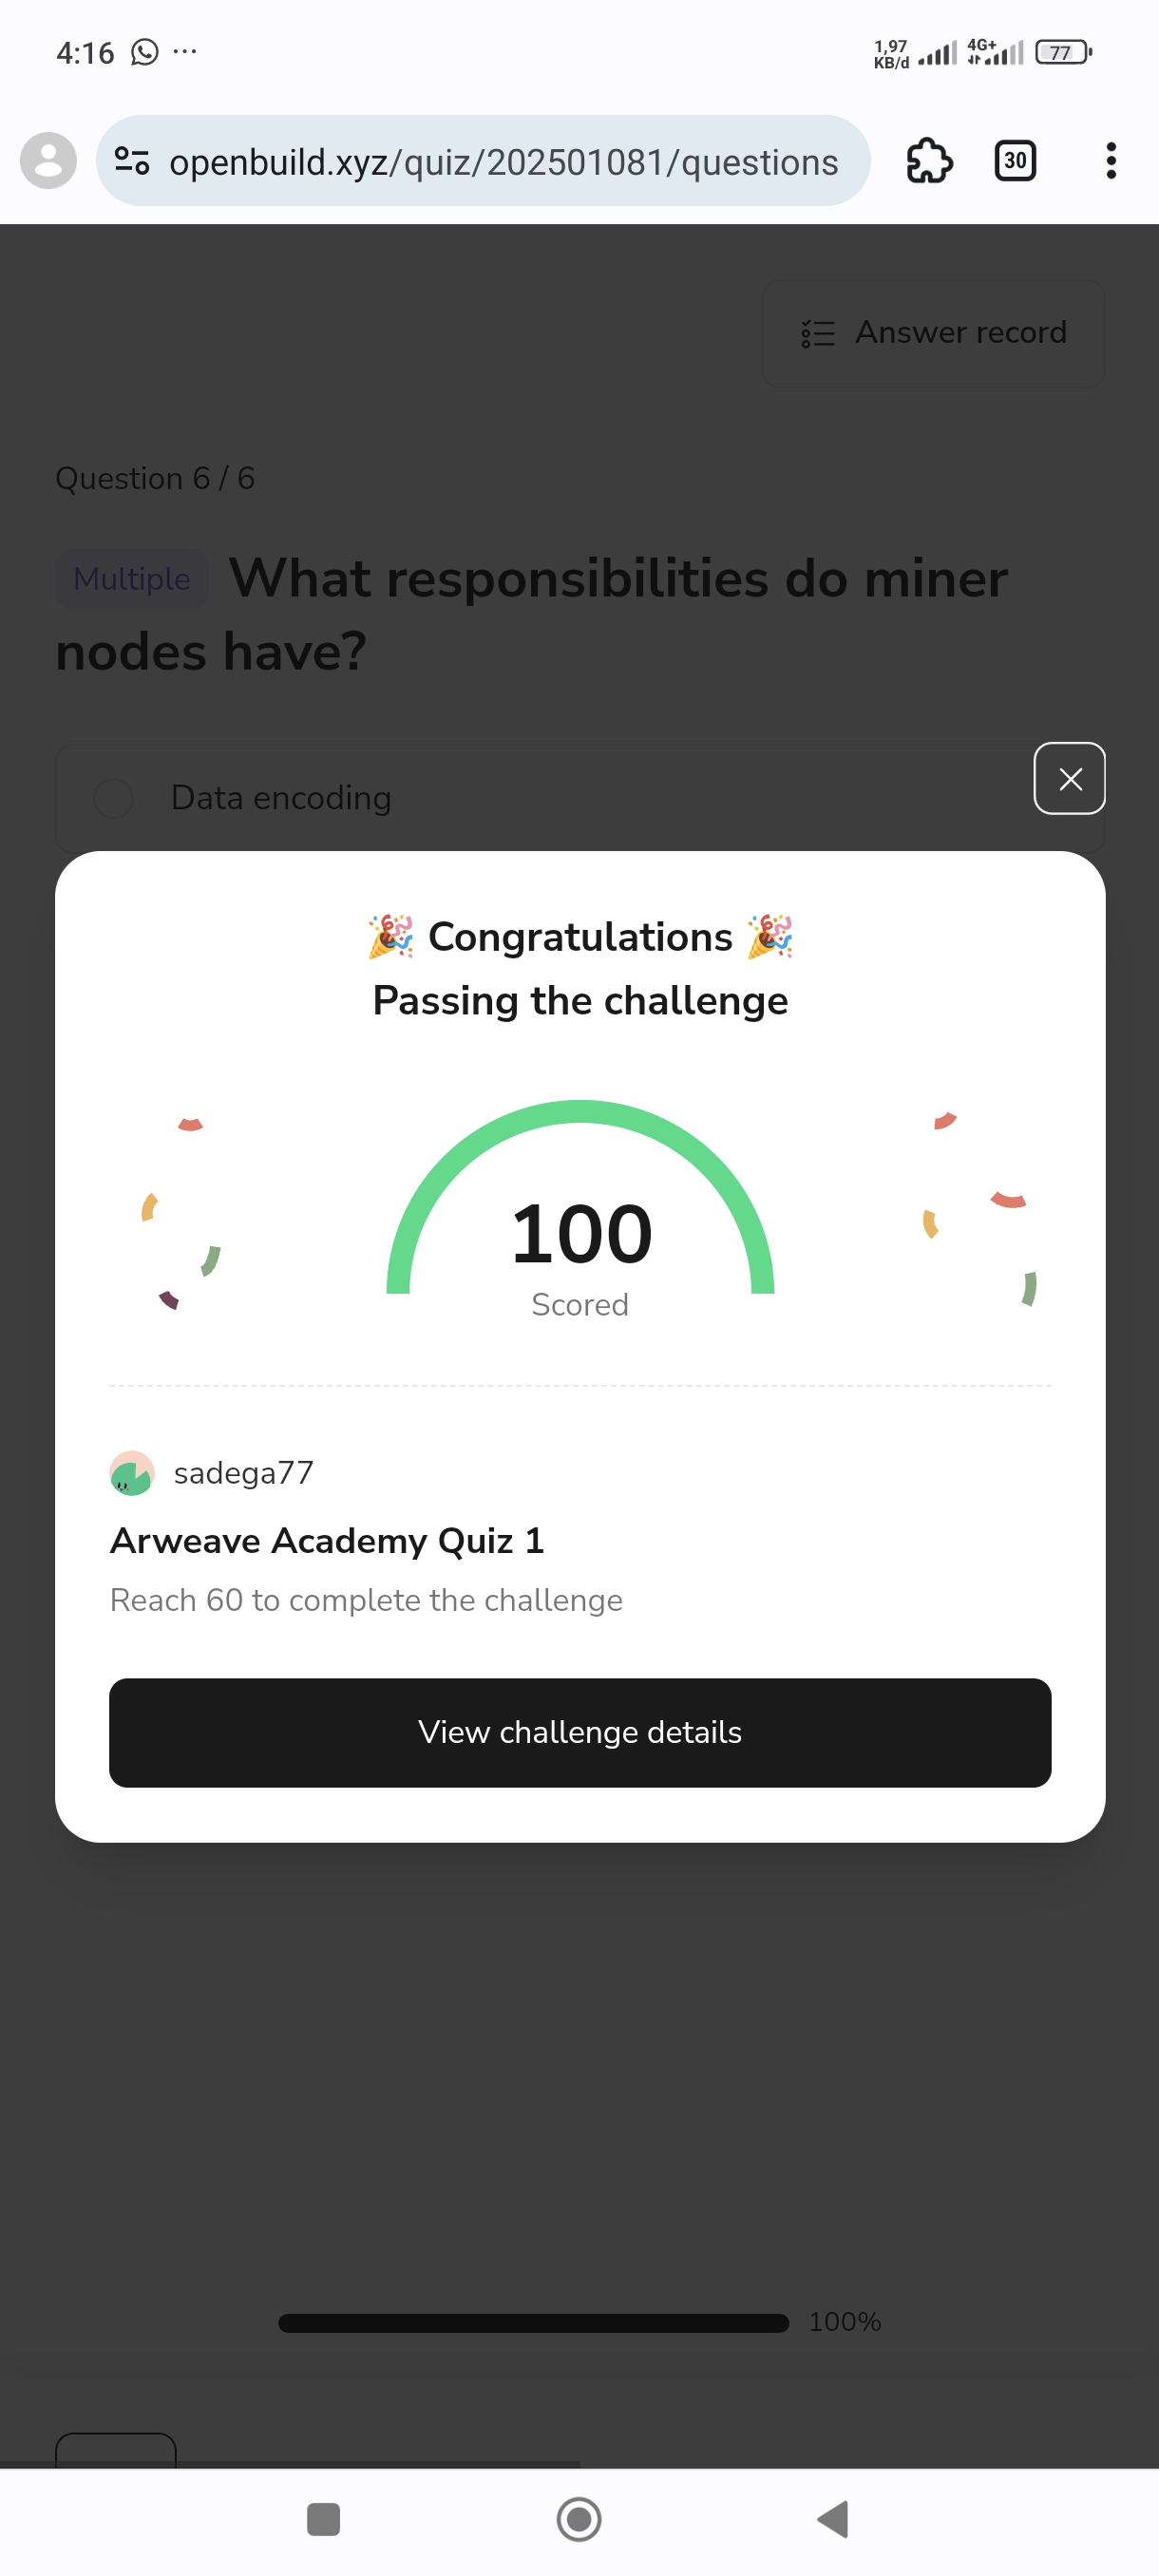 4:16
1,97
KB/d
4G+
77
openbuild.xyz/quiz/202501081/questions
30
Answer record
Question 6 / 6
Multiple What responsibilities do miner
nodes have?
Data encoding
🎉 Congratulations 🎉
Passing the challenge
100
Scored
sadega77
Arweave Academy Quiz 1
Reach 60 to complete the challenge
View challenge details
100%